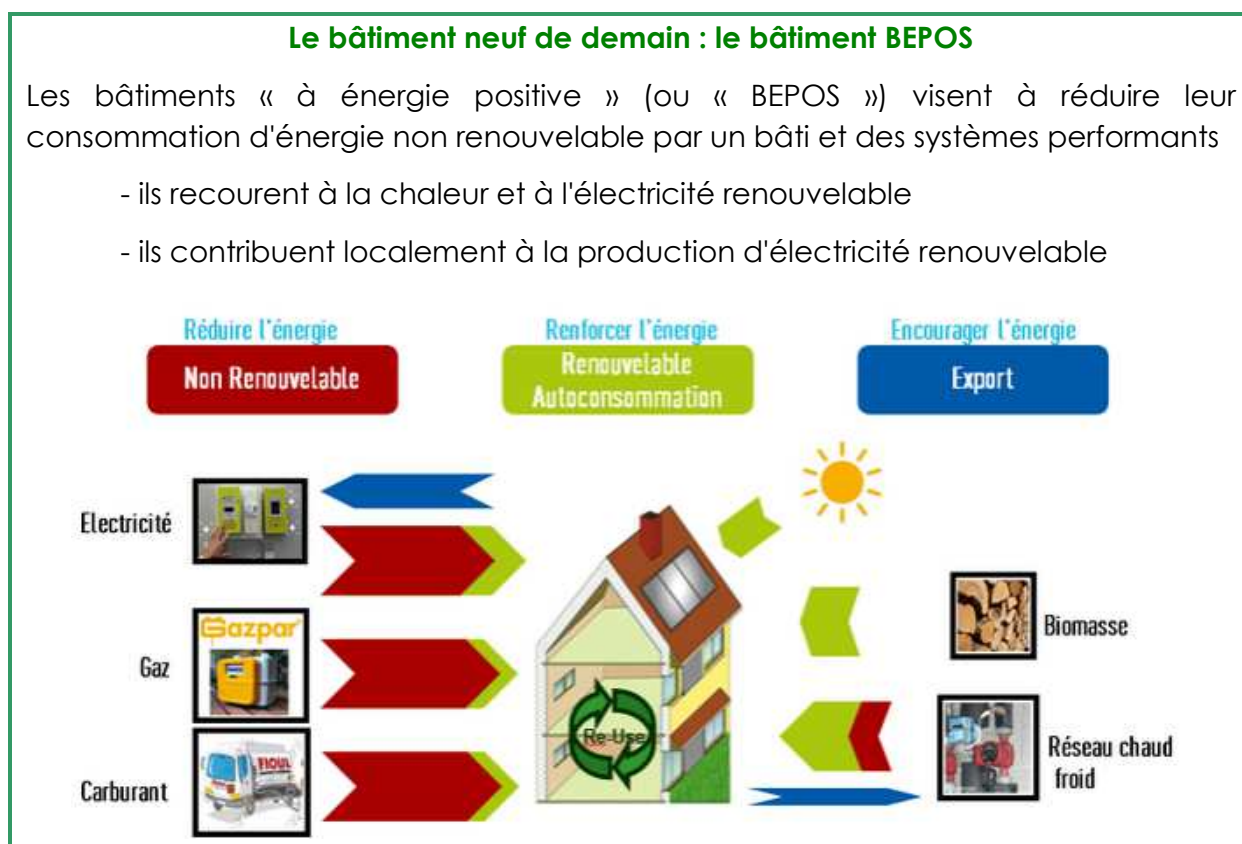 Le bâtiment neuf de demain : le bâtiment BEPOS
Les bâtiments « à énergie positive » (ou « BEPOS ») visent à réduire leur
consommation d'énergie non renouvelable par un bâti et des systèmes performants
- ils recourent à la chaleur et à l'électricité renouvelable
- ils contribuent localement à la production d'électricité renouvelable
Réduire l'énergie
Non Renouvelable
Renforcer l'énergie
Renouvelable
Autoconsommation
Encourager l'énergie
Export
Electricité
Gazpar
Gaz
FIOUL
Carburant
Re-Use
Biomasse
Réseau chaud
froid